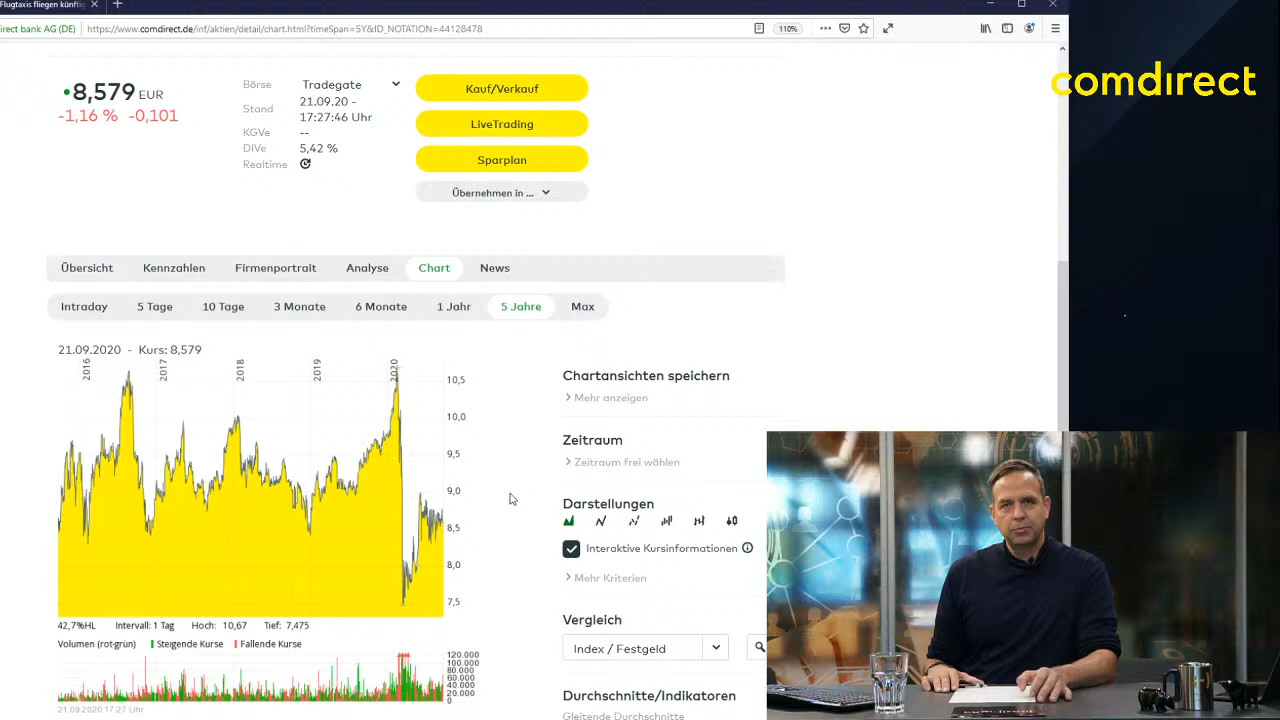 Flugtaxis fliegen künftig
direct bank AG (DE)
https://www.comdirect.de/inf/aktien/detail/chart.html?timeSpan=5Y&ID_NOTATION=44128478
110%
comdirect
8,579 EUR
-1,16 % -0,101
Börse Tradegate
Stand 21.09.20 -
17:27:46 Uhr
KGVe --
DIVe 5,42 %
Realtime
Kauf/Verkauf
LiveTrading
Sparplan
Übernehmen in ...
Übersicht Kennzahlen Firmenportrait Analyse Chart News
Intraday 5 Tage 10 Tage 3 Monate 6 Monate 1 Jahr 5 Jahre Max
21.09.2020 - Kurs: 8,579
2016 2017 2018 2019 2020
10,5
10,0
9,5
9,0
8,5
8,0
7,5
42,7%HL Intervall: 1 Tag Hoch: 10,67 Tief: 7,475
Volumen (rot-grün) Steigende Kurse Fallende Kurse
120.000
100.000
80.000
60.000
40.000
20.000
0
21.09.2020 17:27 Uhr
Chartansichten speichern
Mehr anzeigen
Zeitraum
Zeitraum frei wählen
Darstellungen
Interaktive Kursinformationen
Mehr Kriterien
Vergleich
Index / Festgeld
Durchschnitte/Indikatoren
Gleitende Durchschnitte